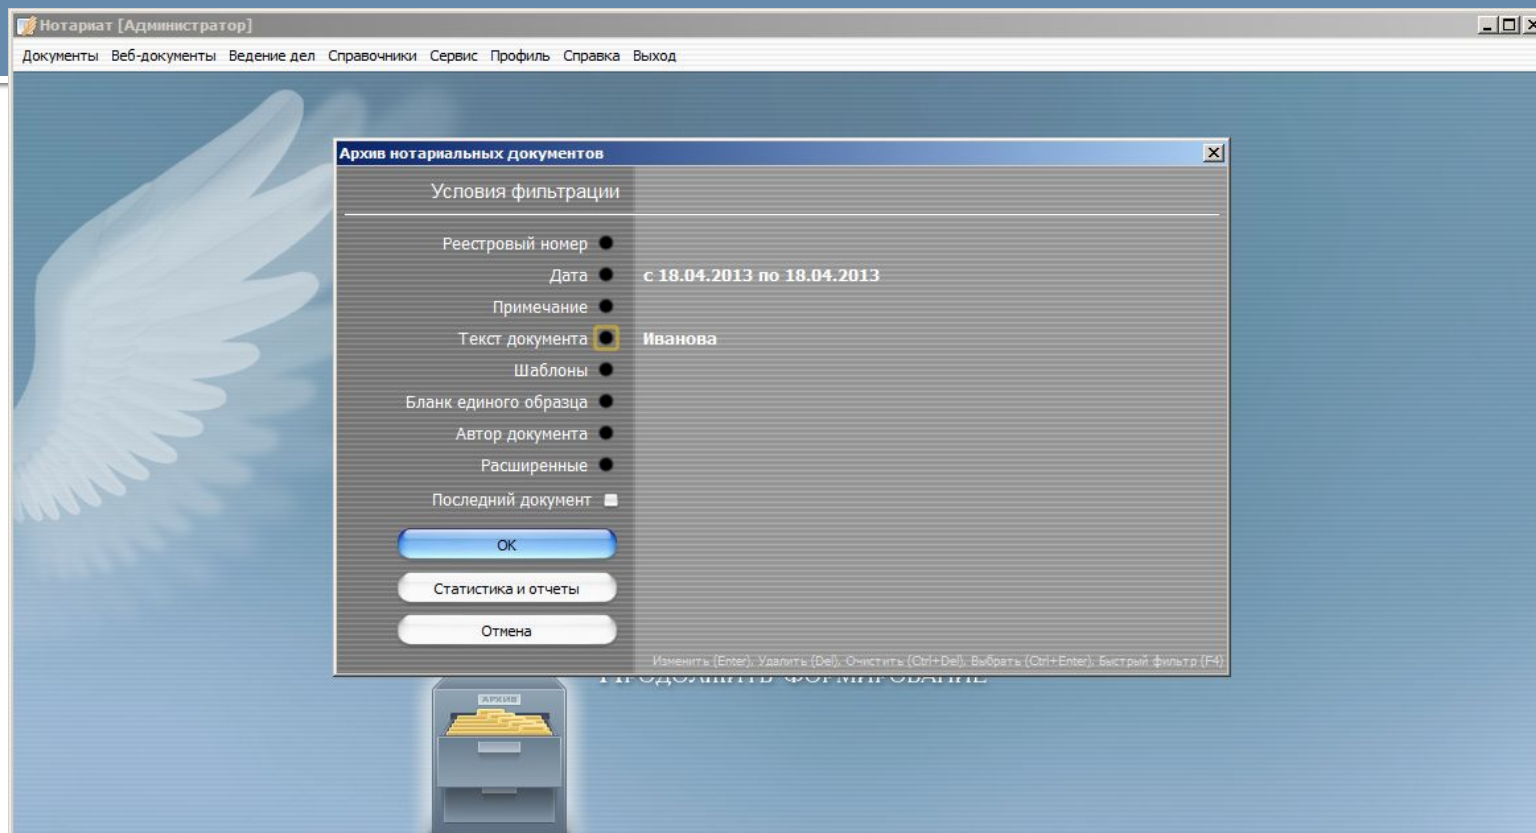 Нотариат [Администратор]
Документы Веб-документы Ведение дел Справочники Сервис Профиль Справка Выход
Архив нотариальных документов
Условия фильтрации
Реестровый номер
Дата с 18.04.2013 по 18.04.2013
Примечание
Текст документа Иванова
Шаблоны
Бланк единого образца
Автор документа
Расширенные
Последний документ
ОК
Статистика и отчеты
Отмена
Изменить (Enter), Удалить (Del), Очистить (Ctrl+Del), Выбрать (Ctrl+Enter), Быстрый фильтр (F4)
Продолжить формирование
АРХИВ